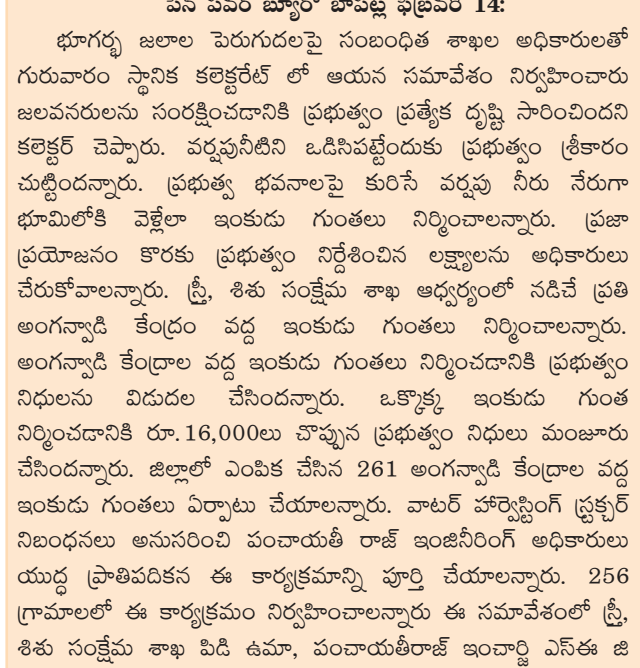 పెన్ పవర్ బ్యూరో బాపట్ల ఫిబ్రవరి 14:
భూగర్భ జలాల పెరుగుదలపై సంబంధిత శాఖల అధికారులతో
గురువారం స్థానిక కలెక్టరేట్ లో ఆయన సమావేశం నిర్వహించారు
జలవనరులను సంరక్షించడానికి ప్రభుత్వం ప్రత్యేక దృష్టి సారించిందని
కలెక్టర్ చెప్పారు. వర్షపునీటిని ఒడిసిపట్టేందుకు ప్రభుత్వం శ్రీకారం
చుట్టిందన్నారు. ప్రభుత్వ భవనాలపై కురిసే వర్షపు నీరు నేరుగా
భూమిలోకి వెళ్లేలా ఇంకుడు గుంతలు నిర్మించాలన్నారు. ప్రజా
ప్రయోజనం కొరకు ప్రభుత్వం నిర్దేశించిన లక్ష్యాలను అధికారులు
చేరుకోవాలన్నారు. స్త్రీ, శిశు సంక్షేమ శాఖ ఆధ్వర్యంలో నడిచే ప్రతి
అంగన్వాడి కేంద్రం వద్ద ఇంకుడు గుంతలు నిర్మించాలన్నారు.
అంగన్వాడి కేంద్రాల వద్ద ఇంకుడు గుంతలు నిర్మించడానికి ప్రభుత్వం
నిధులను విడుదల చేసిందన్నారు. ఒక్కొక్క ఇంకుడు గుంత
నిర్మించడానికి రూ.16,000లు చొప్పున ప్రభుత్వం నిధులు మంజూరు
చేసిందన్నారు. జిల్లాలో ఎంపిక చేసిన 261 అంగన్వాడి కేంద్రాల వద్ద
ఇంకుడు గుంతలు ఏర్పాటు చేయాలన్నారు. వాటర్ హార్వెస్టింగ్ స్ట్రక్చర్
నిబంధనలు అనుసరించి పంచాయతీ రాజ్ ఇంజినీరింగ్ అధికారులు
యుద్ధ ప్రాతిపదికన ఈ కార్యక్రమాన్ని పూర్తి చేయాలన్నారు. 256
గ్రామాలలో ఈ కార్యక్రమం నిర్వహించాలన్నారు ఈ సమావేశంలో స్త్రీ,
శిశు సంక్షేమ శాఖ పిడి ఉమా, పంచాయతీరాజ్ ఇంచార్జి ఎస్ఈ జి